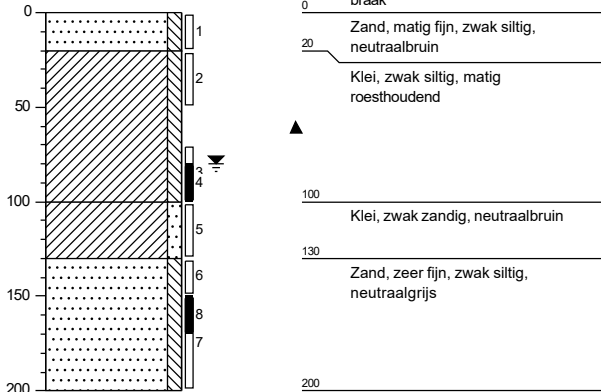 0
50
100
150
200
1
2
3
4
5
6
8
7
braak
0
Zand, matig fijn, zwak siltig,
neutraalbruin
20
Klei, zwak siltig, matig
roesthoudend
100
Klei, zwak zandig, neutraalbruin
130
Zand, zeer fijn, zwak siltig,
neutraalgrijs
200